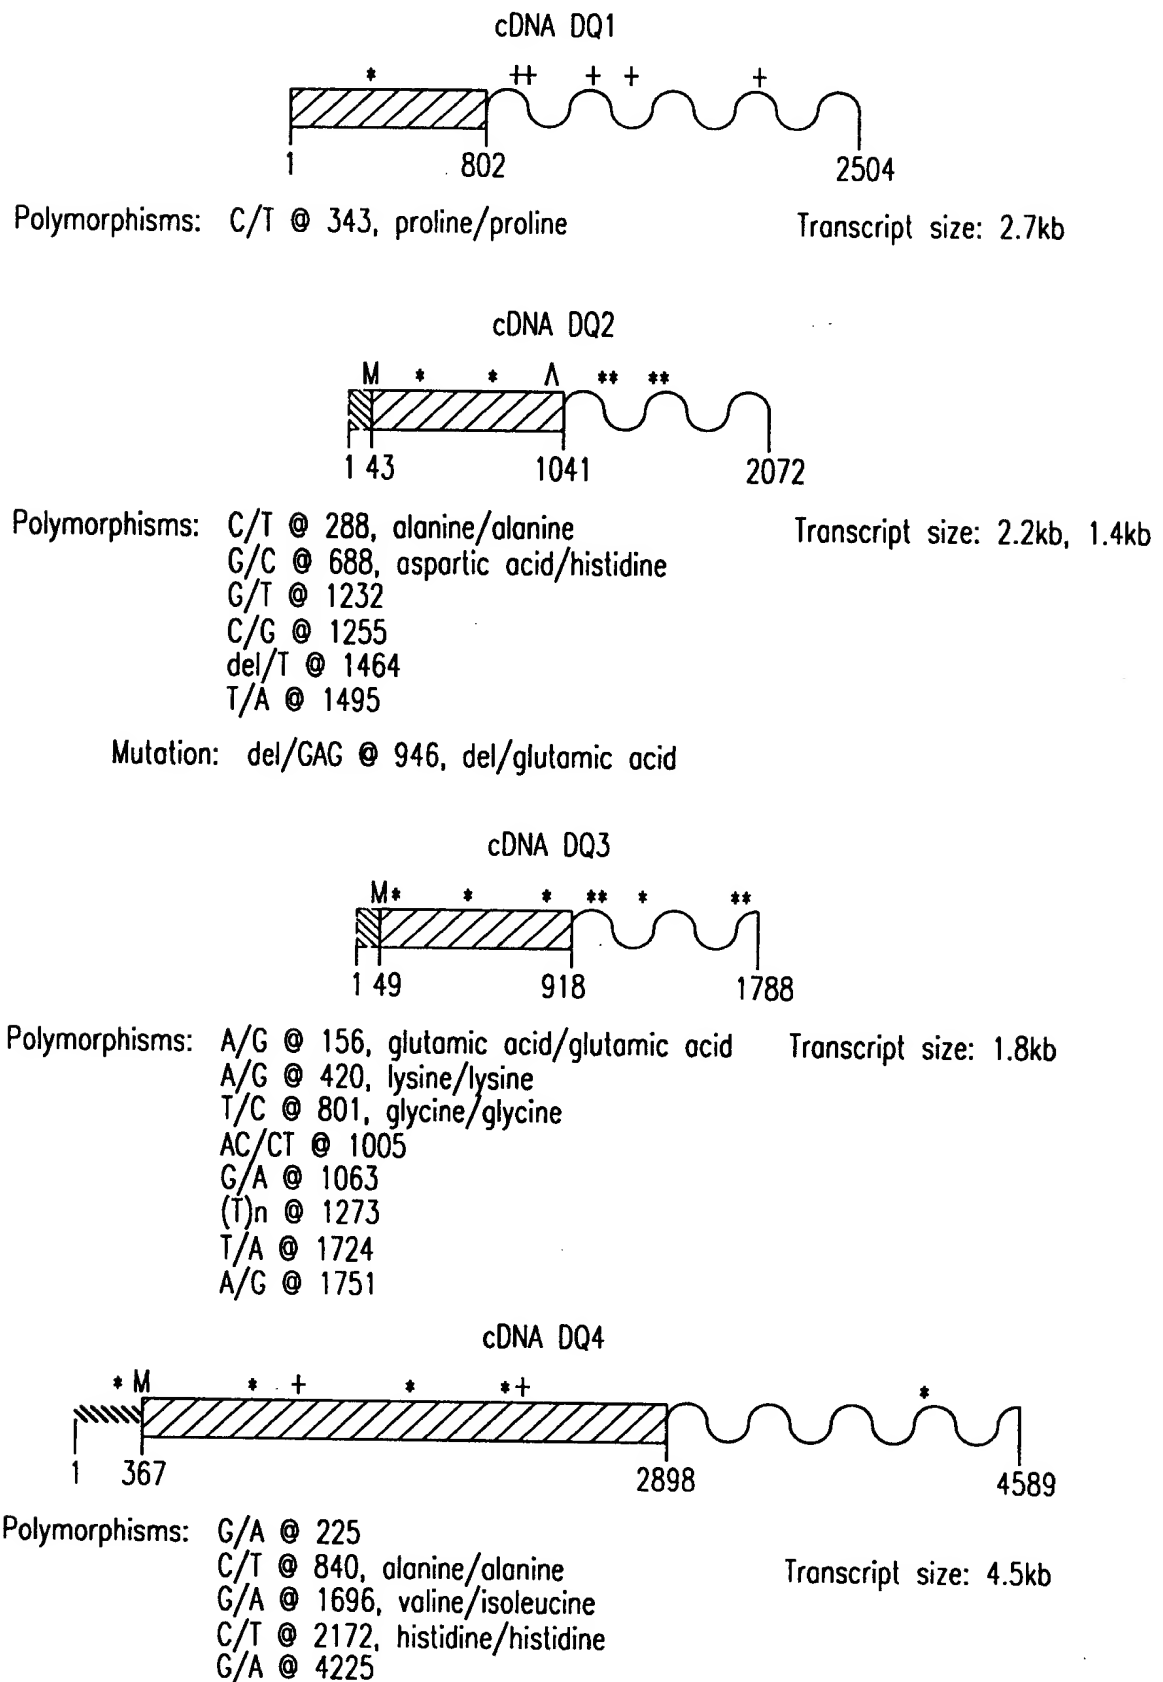 cDNA DQ1
* ++ + + +
1 802 2504
Polymorphisms: C/T @ 343, proline/proline Transcript size: 2.7kb
cDNA DQ2
M * * Λ ** **
1 43 1041 2072
Polymorphisms: C/T @ 288, alanine/alanine Transcript size: 2.2kb, 1.4kb
G/C @ 688, aspartic acid/histidine
G/T @ 1232
C/G @ 1255
del/T @ 1464
T/A @ 1495
Mutation: del/GAG @ 946, del/glutamic acid
cDNA DQ3
M* * * ** * **
1 49 918 1788
Polymorphisms: A/G @ 156, glutamic acid/glutamic acid Transcript size: 1.8kb
A/G @ 420, lysine/lysine
T/C @ 801, glycine/glycine
AC/CT @ 1005
G/A @ 1063
(T)n @ 1273
T/A @ 1724
A/G @ 1751
cDNA DQ4
* M * + * *+ *
1 367 2898 4589
Polymorphisms: G/A @ 225
C/T @ 840, alanine/alanine Transcript size: 4.5kb
G/A @ 1696, valine/isoleucine
C/T @ 2172, histidine/histidine
G/A @ 4225